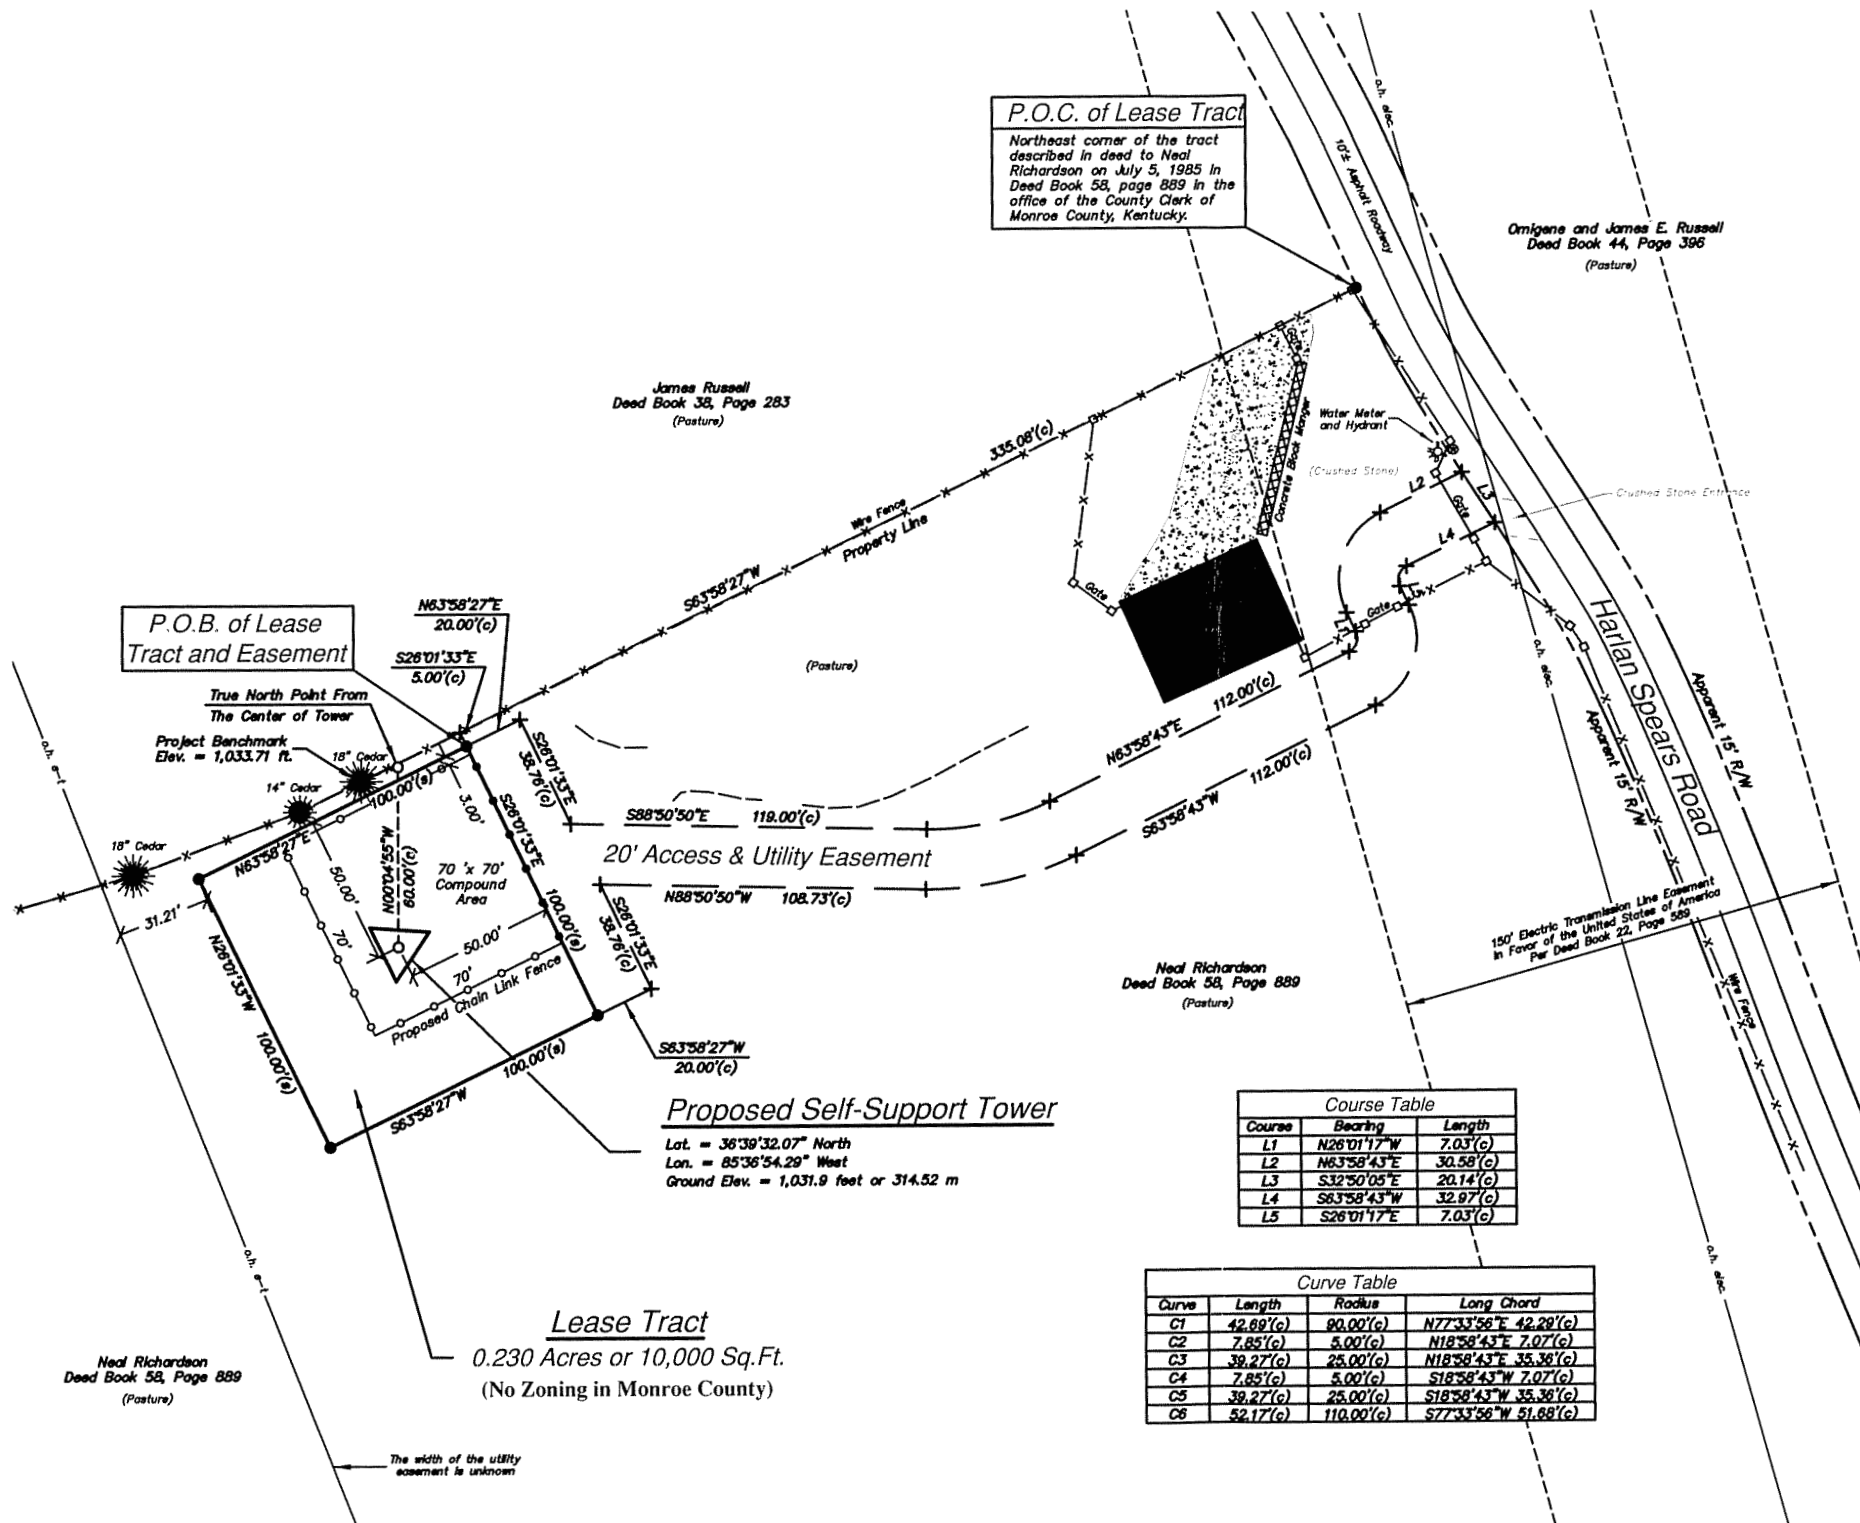 P.O.C. of Lease Tract
Northeast corner of the tract
described in deed to Neal
Richardson on July 5, 1985 in
Deed Book 58, page 889 in the
office of the County Clerk of
Monroe County, Kentucky.
a.h. elec.
10'± Asphalt Roadway
Omigene and James E. Russell
Deed Book 44, Page 396
(Pasture)
James Russell
Deed Book 38, Page 283
(Pasture)
335.08'(c)
Wire Fence
Property Line
S63°58'27"W
Gate
Concrete Block Manger
Water Meter
and Hydrant
(Crushed Stone)
L2
L3
Gate
L4
Crushed Stone Entrance
Gate
Gate
L5
L1
Harlan Spears Road
Apparent 15' R/W
Apparent 15' R/W
o.h. elec.
P.O.B. of Lease
Tract and Easement
N63°58'27"E
20.00'(c)
S26°01'33"E
5.00'(c)
(Pasture)
True North Point From
The Center of Tower
Project Benchmark
Elev. = 1,033.71 ft.
18" Cedar
14" Cedar
18" Cedar
o.h. e-t
N63°58'27"E
100.00'(s)
3.00'
S26°01'33"E
100.00'(s)
S26°01'33"E
38.76'(c)
N00°04'55"W
60.00'(c)
70 'x 70'
Compound
Area
50.00'
50.00'
70'
70'
Proposed Chain Link Fence
31.21'
N26°01'33"W
100.00'(s)
S63°58'27"W
100.00'(s)
S88°50'50"E 119.00'(c)
20' Access & Utility Easement
N88°50'50"W 108.73'(c)
N63°58'43"E
112.00'(c)
S63°58'43"W
112.00'(c)
S26°01'33"E
38.76'(c)
S63°58'27"W
20.00'(c)
150' Electric Transmission Line Easement
In Favor of the United States of America
Per Deed Book 22, Page 589
Neal Richardson
Deed Book 58, Page 889
(Pasture)
Wire Fence
Proposed Self-Support Tower
Lat. = 36°39'32.07" North
Lon. = 85°36'54.29" West
Ground Elev. = 1,031.9 feet or 314.52 m
Course Table
Course Bearing Length
L1 N26°01'17"W 7.03'(c)
L2 N63°58'43"E 30.58'(c)
L3 S32°50'05"E 20.14'(c)
L4 S63°58'43"W 32.97'(c)
L5 S26°01'17"E 7.03'(c)
o.h. e-t
o.h. elec.
Curve Table
Curve Length Radius Long Chord
C1 42.69'(c) 90.00'(c) N77°33'56"E 42.29'(c)
C2 7.85'(c) 5.00'(c) N18°58'43"E 7.07'(c)
C3 39.27'(c) 25.00'(c) N18°58'43"E 35.36'(c)
C4 7.85'(c) 5.00'(c) S18°58'43"W 7.07'(c)
C5 39.27'(c) 25.00'(c) S18°58'43"W 35.36'(c)
C6 52.17'(c) 110.00'(c) S77°33'56"W 51.68'(c)
Lease Tract
0.230 Acres or 10,000 Sq.Ft.
(No Zoning in Monroe County)
Neal Richardson
Deed Book 58, Page 889
(Pasture)
The width of the utility
easement is unknown